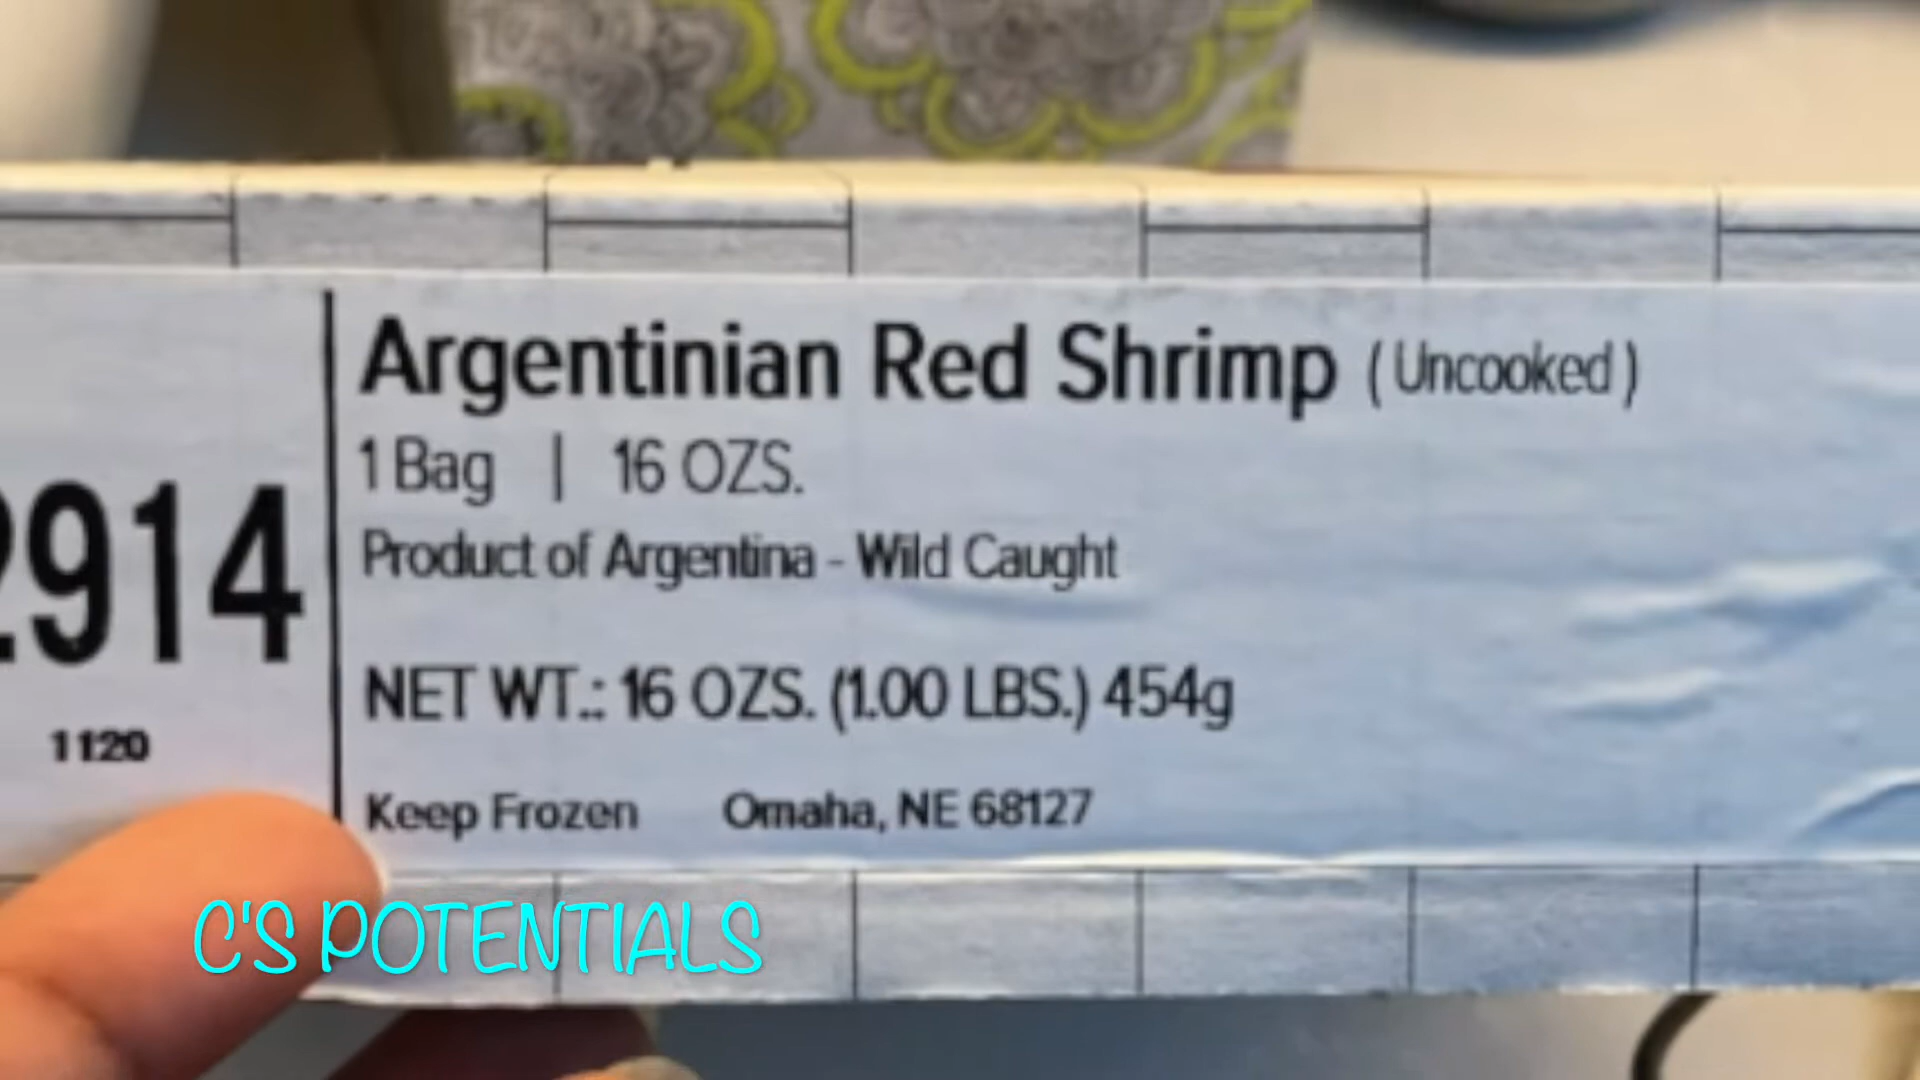 Argentinian Red Shrimp (Uncooked)
1 Bag | 16 OZS.
Product of Argentina - Wild Caught
2914
NET WT.: 16 OZS. (1.00 LBS.) 454g
1120
Keep Frozen Omaha, NE 68127
C'S POTENTIALS